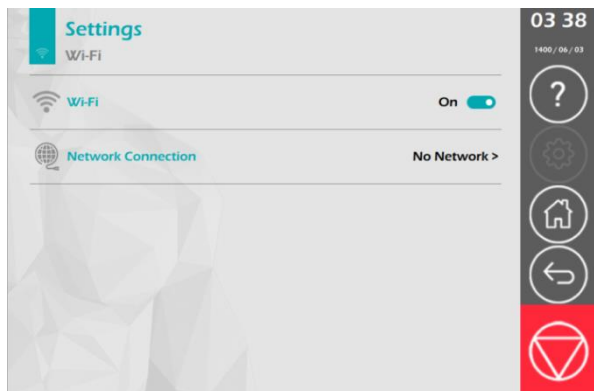 Settings
Wi-Fi
Wi-Fi
On
Network Connection
No Network >
03 38
1400/06/03
?